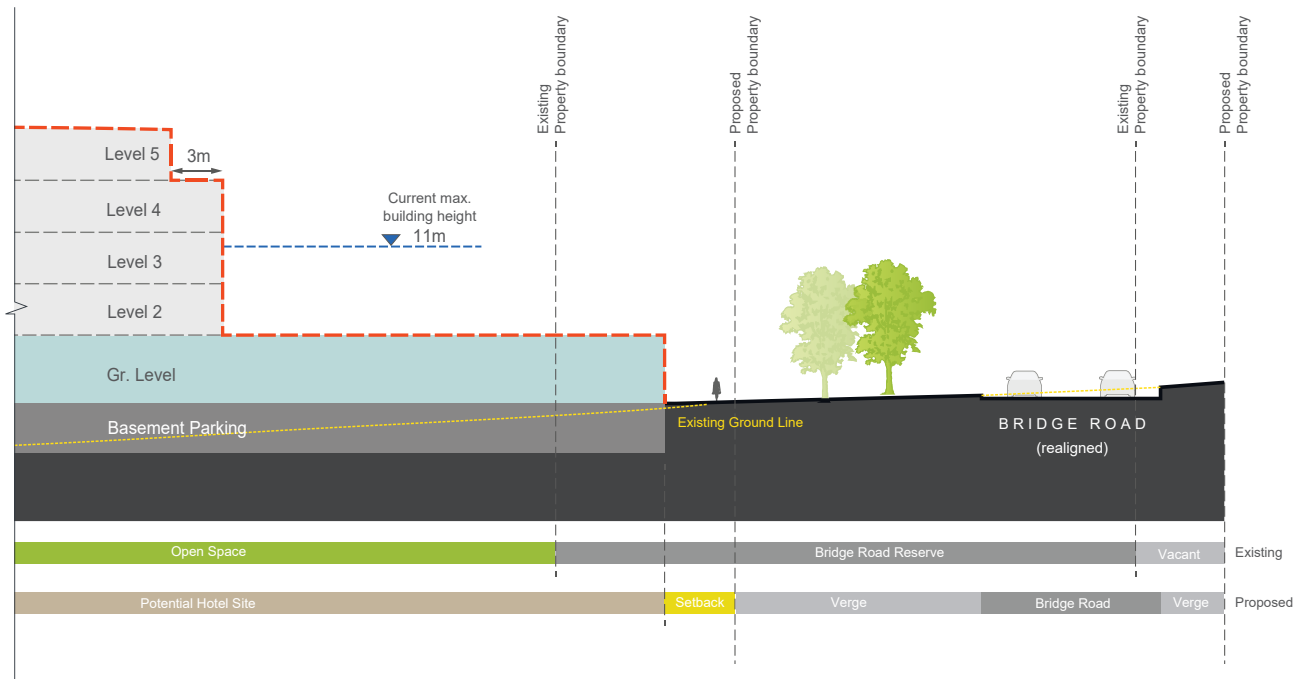 Existing
Property boundary
Proposed
Property boundary
Existing
Property boundary
Proposed
Property boundary
Level 5
3m
Level 4
Current max.
building height
11m
Level 3
Level 2
Gr. Level
Basement Parking
Existing Ground Line
BRIDGE ROAD
(realigned)
Open Space
Bridge Road Reserve
Vacant
Existing
Potential Hotel Site
Setback
Verge
Bridge Road
Verge
Proposed